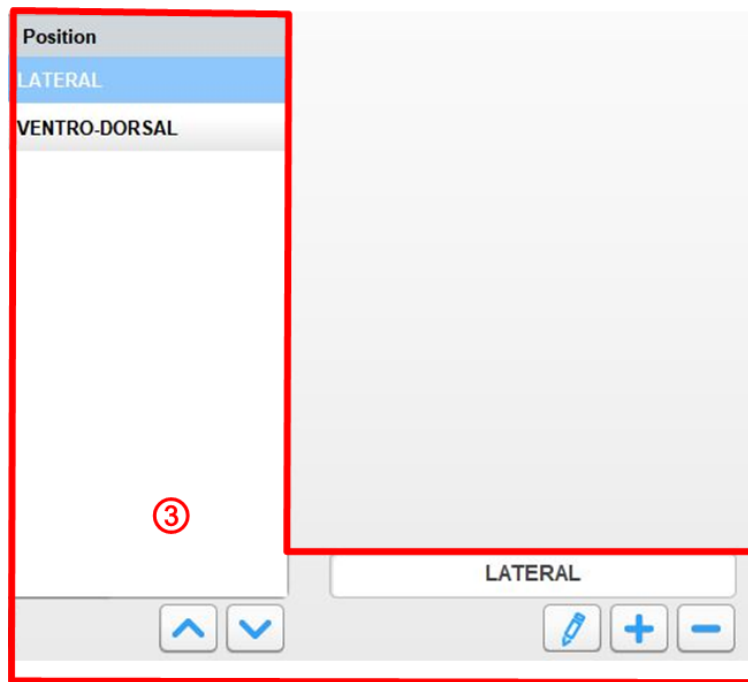 Position
LATERAL
VENTRO-DORSAL
③
LATERAL